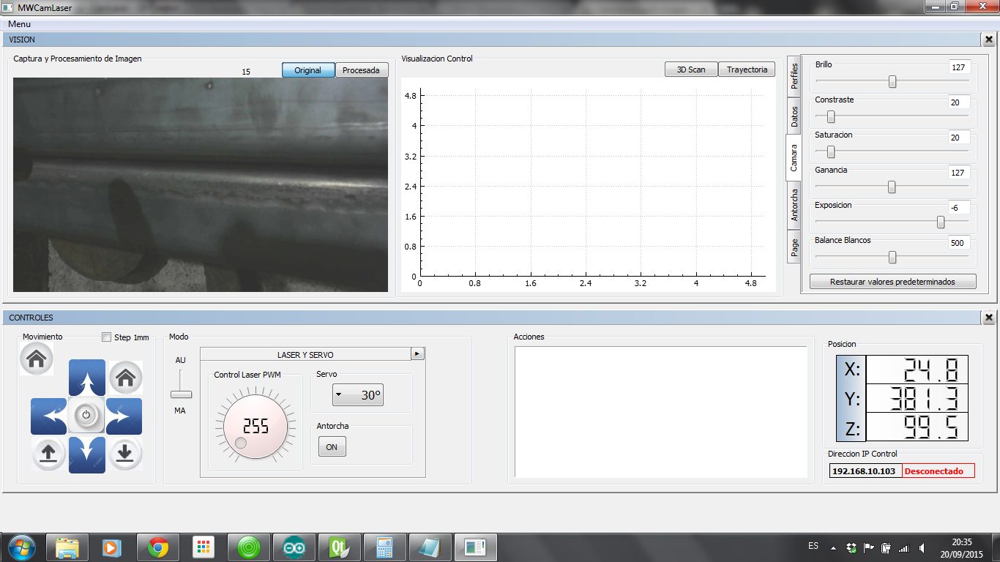 MWCamLaser
Menu
VISION
Captura y Procesamiento de Imagen
15
Original
Procesada
Visualizacion Control
3D Scan
Trayectoria
4.8
4
3.2
2.4
1.6
0.8
0
0 0.8 1.6 2.4 3.2 4 4.8
Perfiles
Datos
Camara
Antorcha
Page
Brillo
127
Constraste
20
Saturacion
20
Ganancia
127
Exposicion
-6
Balance Blancos
500
Restaurar valores predeterminados
CONTROLES
Movimiento
Step 1mm
Modo
AU
MA
LASER Y SERVO
Control Laser PWM
255
Servo
30º
Antorcha
ON
Acciones
Posicion
X: 24.8
Y: 381.3
Z: 99.5
Direccion IP Control
192.168.10.103 Desconectado
Qt
ES
20:35
20/09/2015